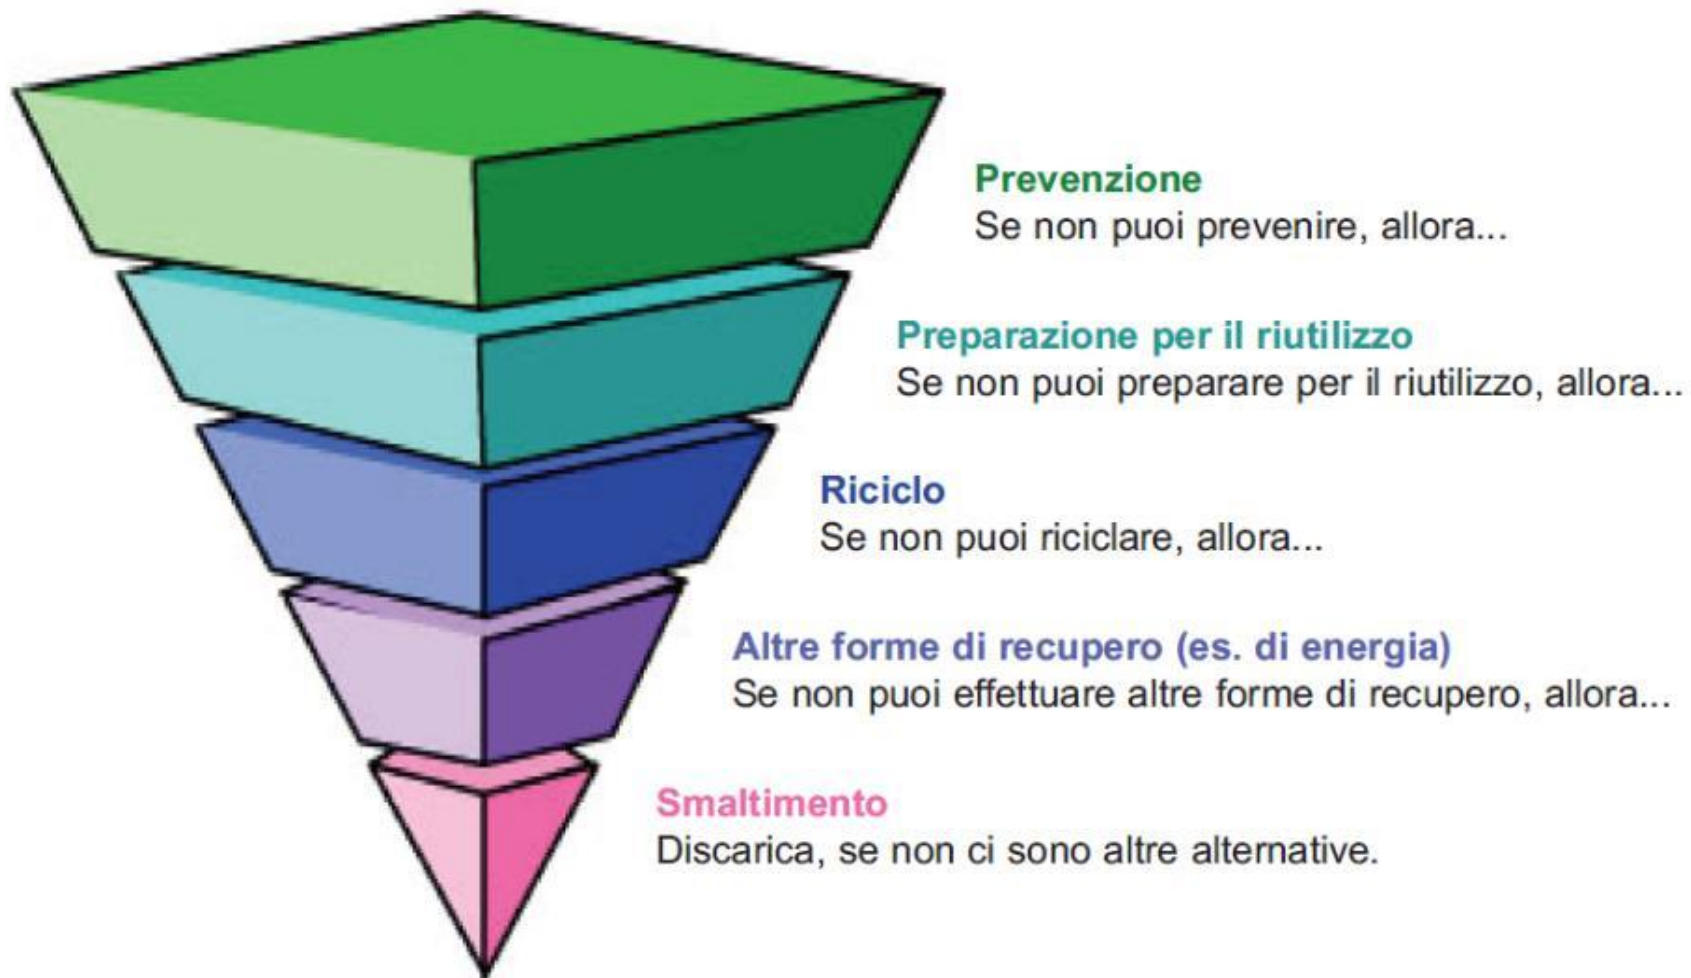 Prevenzione
Se non puoi prevenire, allora...
Preparazione per il riutilizzo
Se non puoi preparare per il riutilizzo, allora...
Riciclo
Se non puoi riciclare, allora...
Altre forme di recupero (es. di energia)
Se non puoi effettuare altre forme di recupero, allora...
Smaltimento
Discarica, se non ci sono altre alternative.